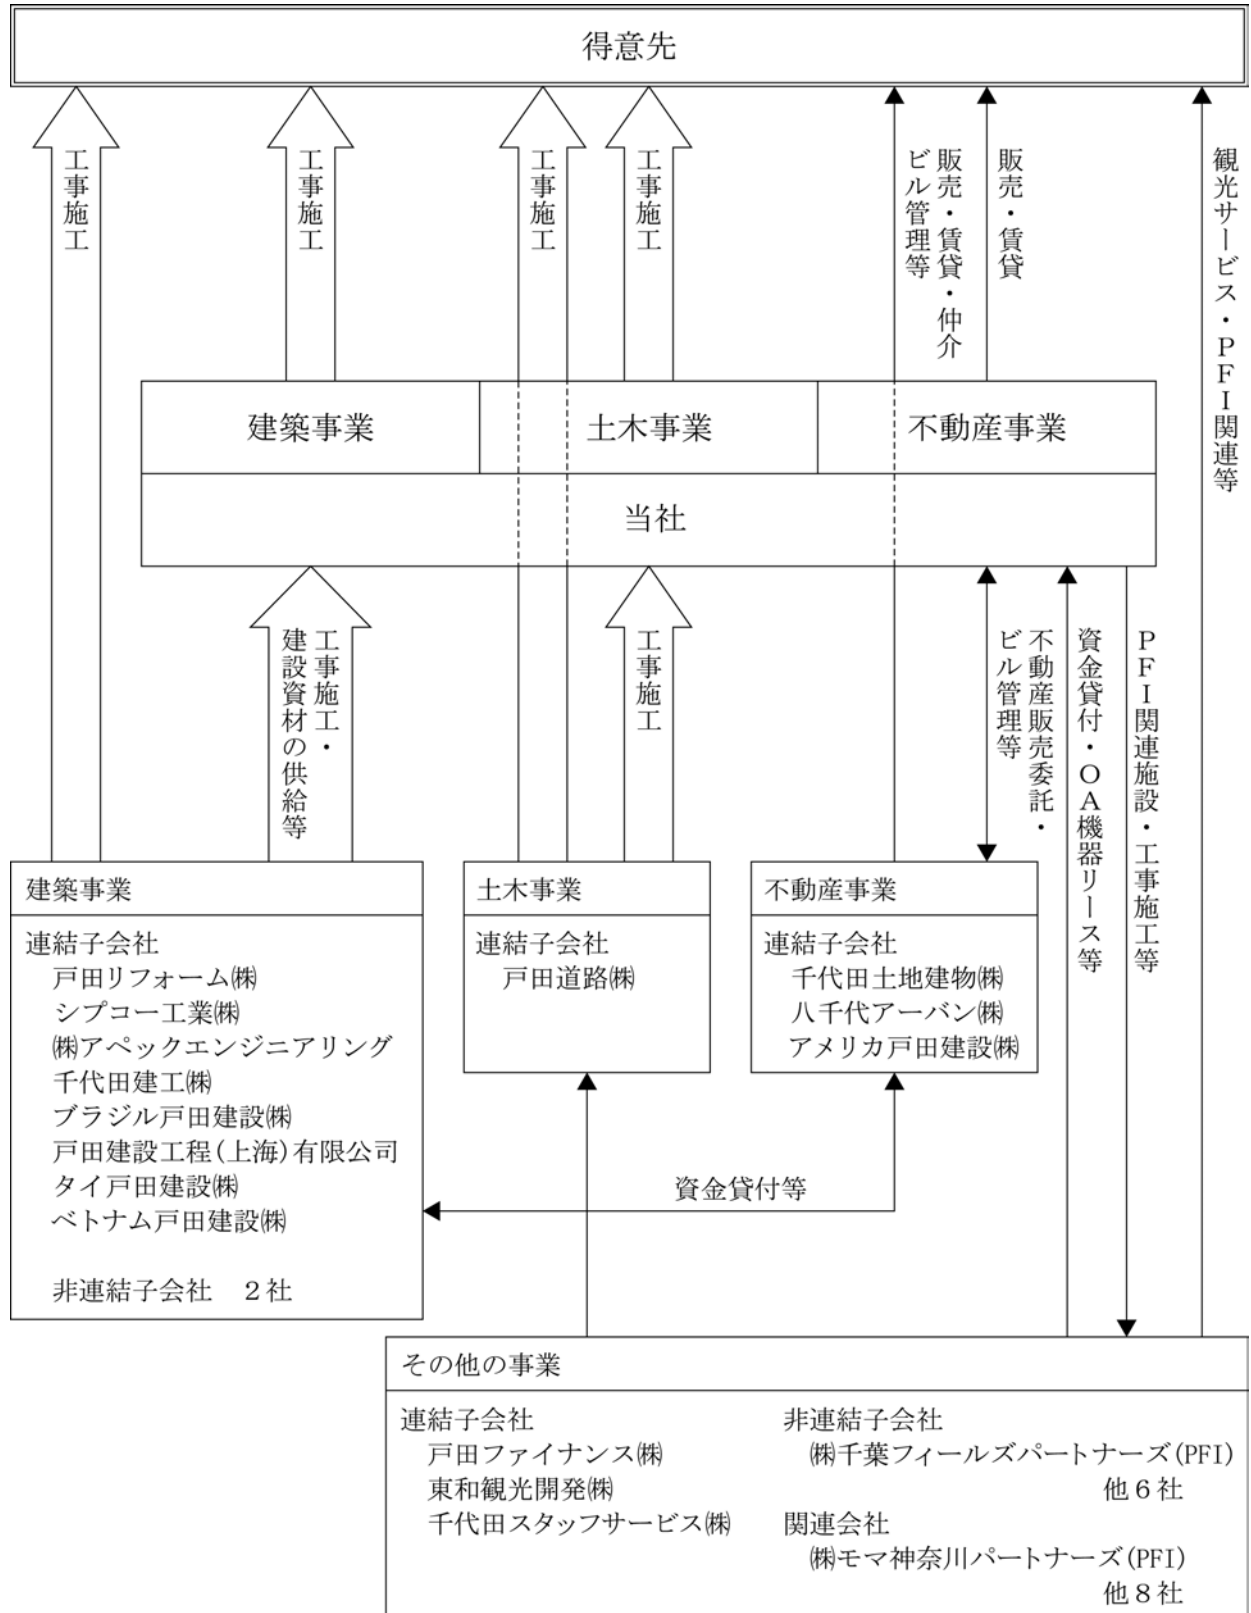 得意先
工事施工
工事施工
工事施工
工事施工
販売・賃貸・仲介
ビル管理等
販売・賃貸
観光サービス・PFI関連等
建築事業
土木事業
不動産事業
当社
工事施工・
建設資材の供給等
工事施工
不動産販売委託・
ビル管理等
資金貸付・OA機器リース等
PFI関連施設・工事施工等
建築事業
連結子会社
戸田リフォーム㈱
シプコー工業㈱
㈱アペックエンジニアリング
千代田建工㈱
ブラジル戸田建設㈱
戸田建設工程(上海)有限公司
タイ戸田建設㈱
ベトナム戸田建設㈱
非連結子会社 2社
土木事業
連結子会社
戸田道路㈱
不動産事業
連結子会社
千代田土地建物㈱
八千代アーバン㈱
アメリカ戸田建設㈱
資金貸付等
その他の事業
連結子会社
戸田ファイナンス㈱
東和観光開発㈱
千代田スタッフサービス㈱
非連結子会社
㈱千葉フィールズパートナーズ(PFI)
他6社
関連会社
㈱モマ神奈川パートナーズ(PFI)
他8社